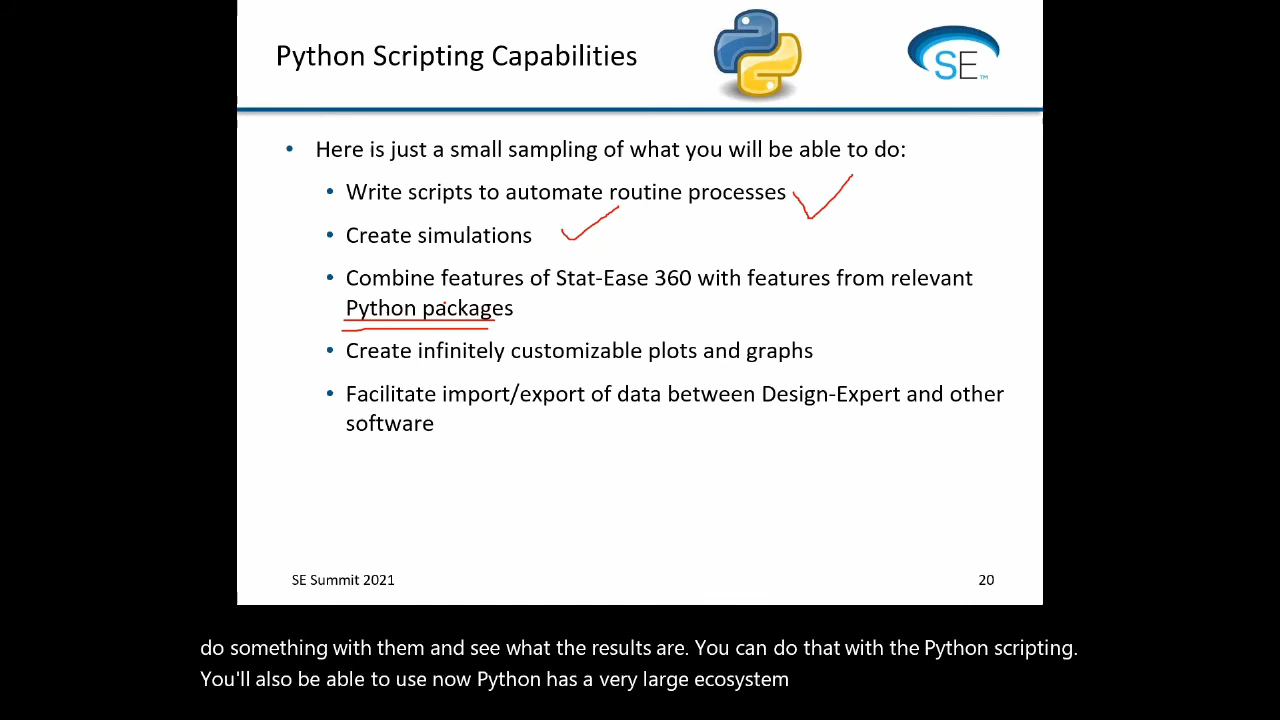 Python Scripting Capabilities
SE™
• Here is just a small sampling of what you will be able to do:
• Write scripts to automate routine processes
• Create simulations
• Combine features of Stat-Ease 360 with features from relevant
Python packages
• Create infinitely customizable plots and graphs
• Facilitate import/export of data between Design-Expert and other
software
SE Summit 2021
20
do something with them and see what the results are. You can do that with the Python scripting.
You'll also be able to use now Python has a very large ecosystem